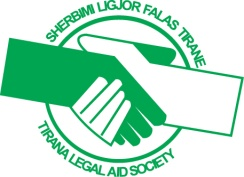 SHERBIMI LIGJOR FALAS TIRANE
TIRANA LEGAL AID SOCIETY